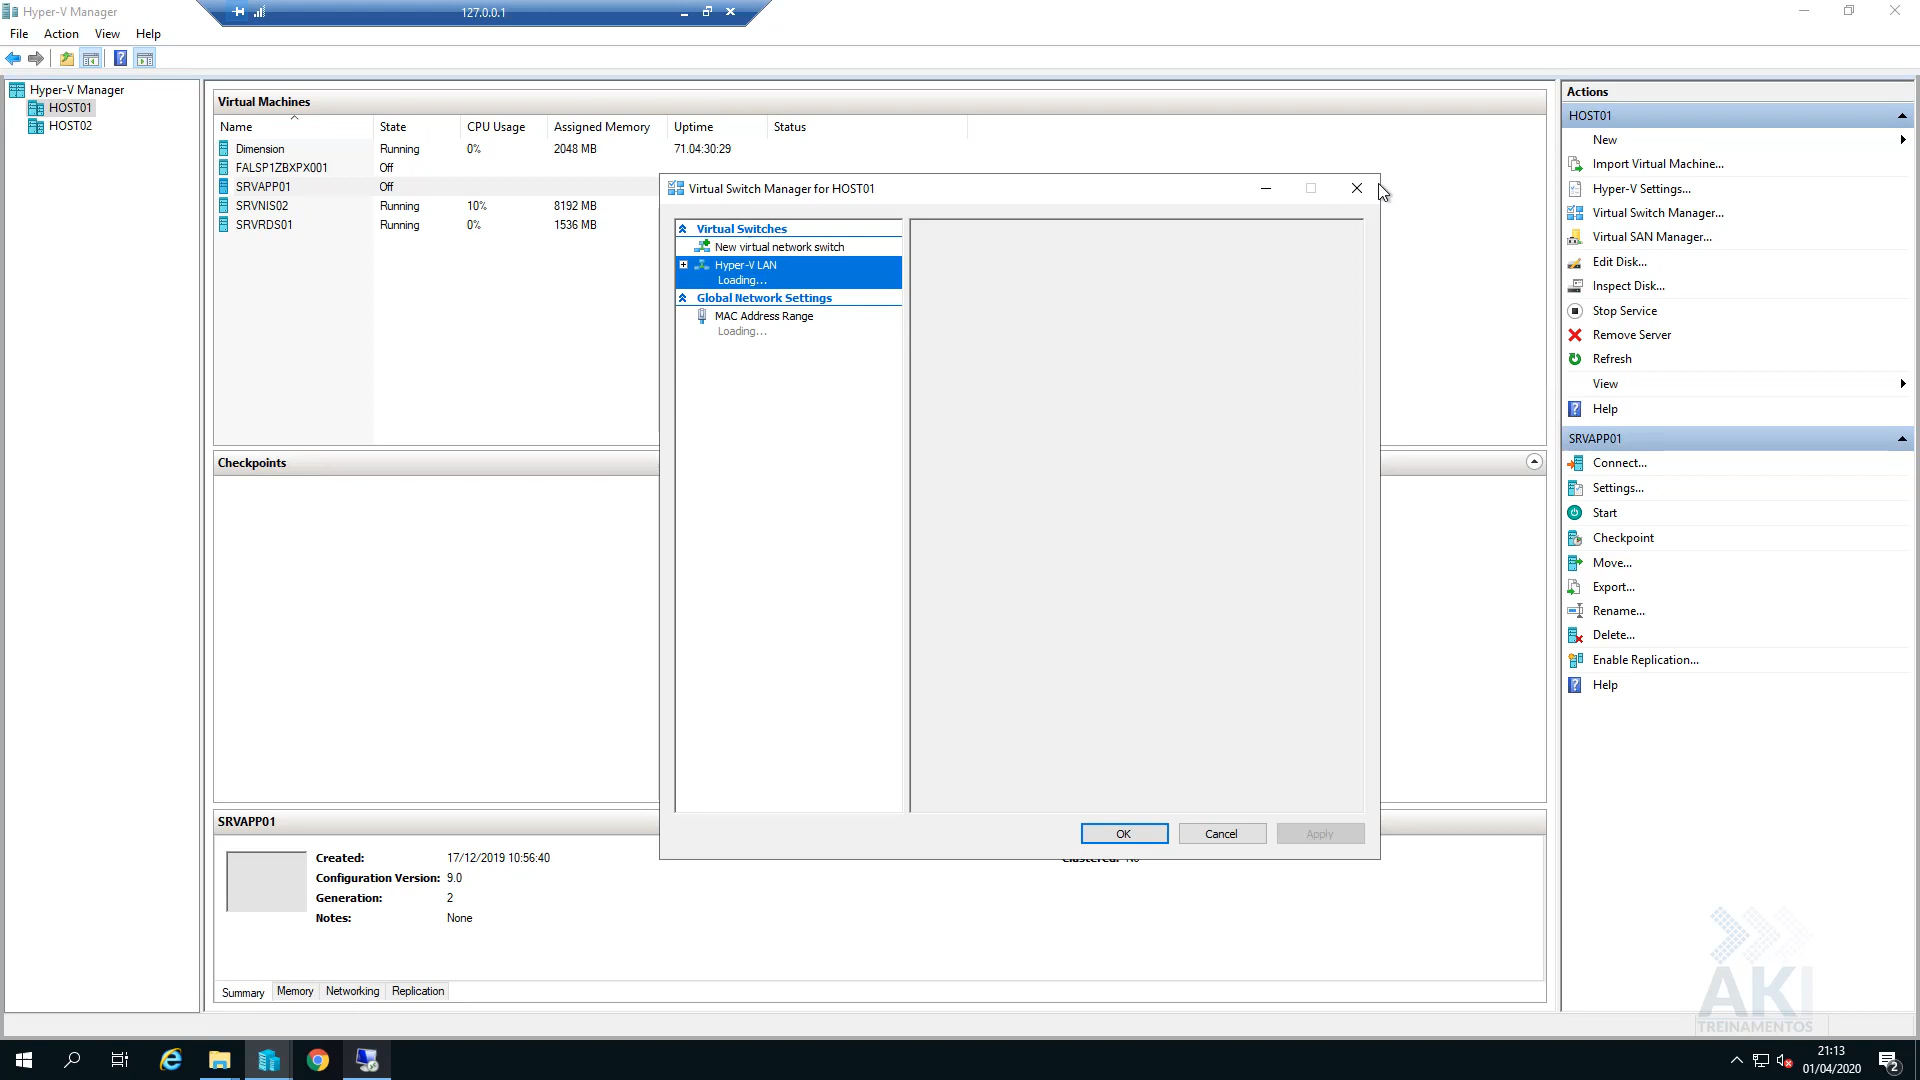 Hyper-V Manager
127.0.0.1
File Action View Help
Hyper-V Manager
HOST01
HOST02
Virtual Machines
Name State CPU Usage Assigned Memory Uptime Status
Dimension Running 0% 2048 MB 71.04:30:29
FALSP1ZBXPX001 Off
SRVAPP01 Off
SRVNIS02 Running 10% 8192 MB
SRVRDS01 Running 0% 1536 MB
Virtual Switch Manager for HOST01
Virtual Switches
New virtual network switch
Hyper-V LAN
Loading...
Global Network Settings
MAC Address Range
Loading...
OK Cancel Apply
Checkpoints
SRVAPP01
Created: 17/12/2019 10:56:40
Configuration Version: 9.0
Generation: 2
Notes: None
Clustered: No
Summary Memory Networking Replication
Actions
HOST01
New
Import Virtual Machine...
Hyper-V Settings...
Virtual Switch Manager...
Virtual SAN Manager...
Edit Disk...
Inspect Disk...
Stop Service
Remove Server
Refresh
View
Help
SRVAPP01
Connect...
Settings...
Start
Checkpoint
Move...
Export...
Rename...
Delete...
Enable Replication...
Help
AKI
TREINAMENTOS
21:13
01/04/2020
2